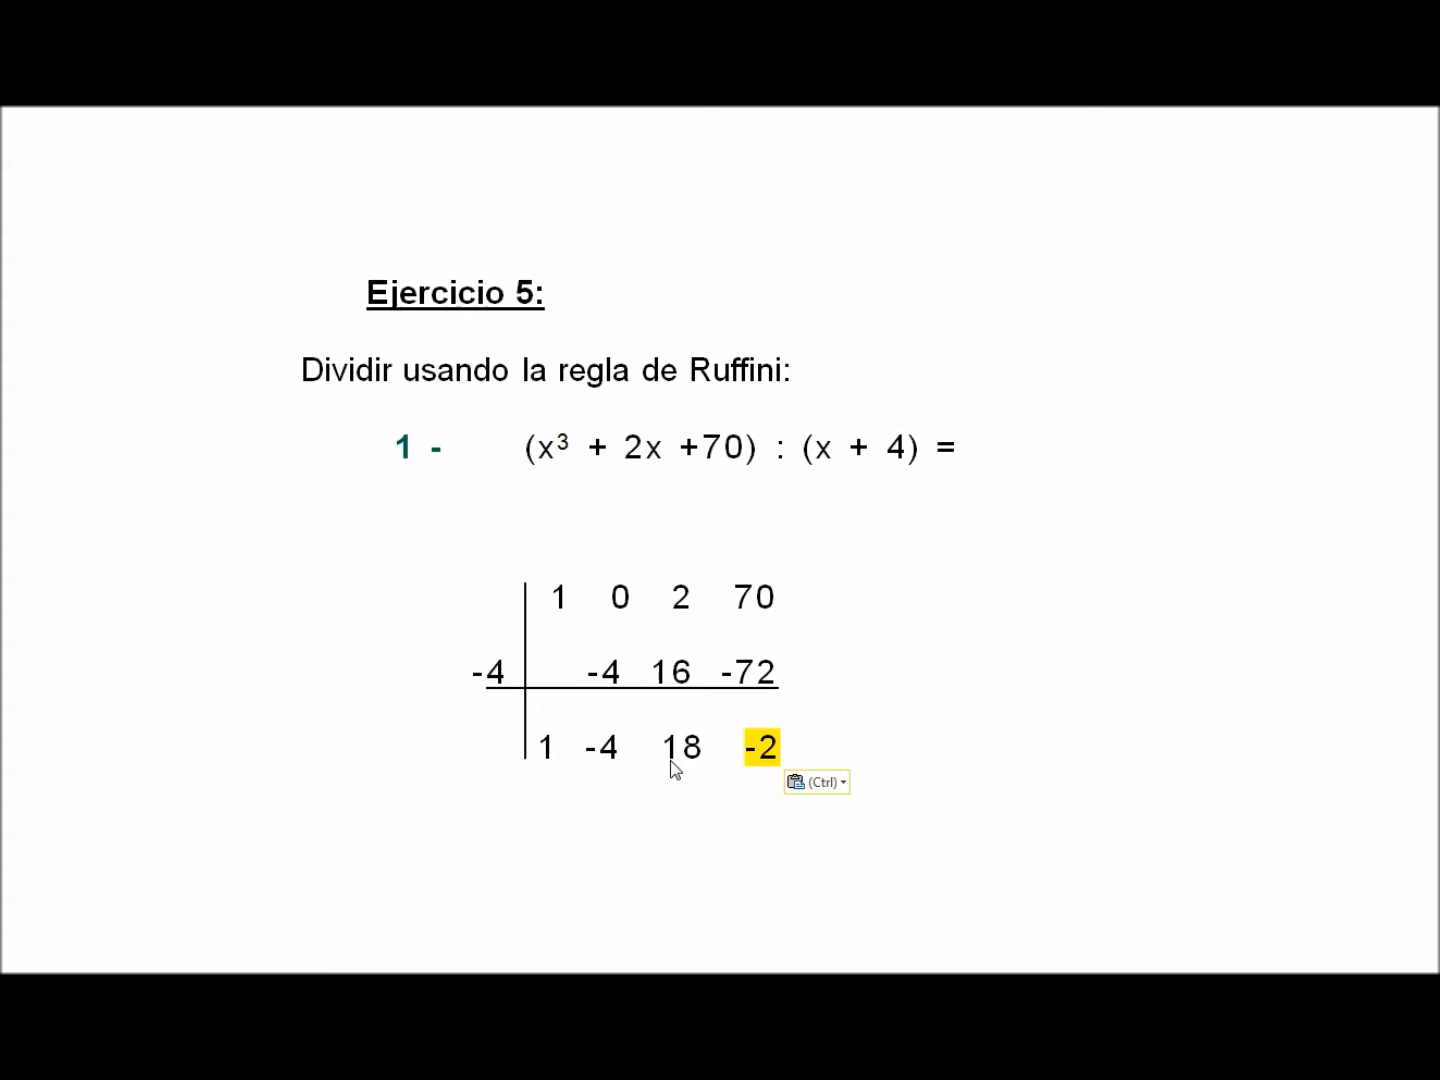 Ejercicio 5:
Dividir usando la regla de Ruffini:
1 - (x³ + 2x +70) : (x + 4) =
1 0 2 70
-4 -4 16 -72
1 -4 18 -2
(Ctrl)